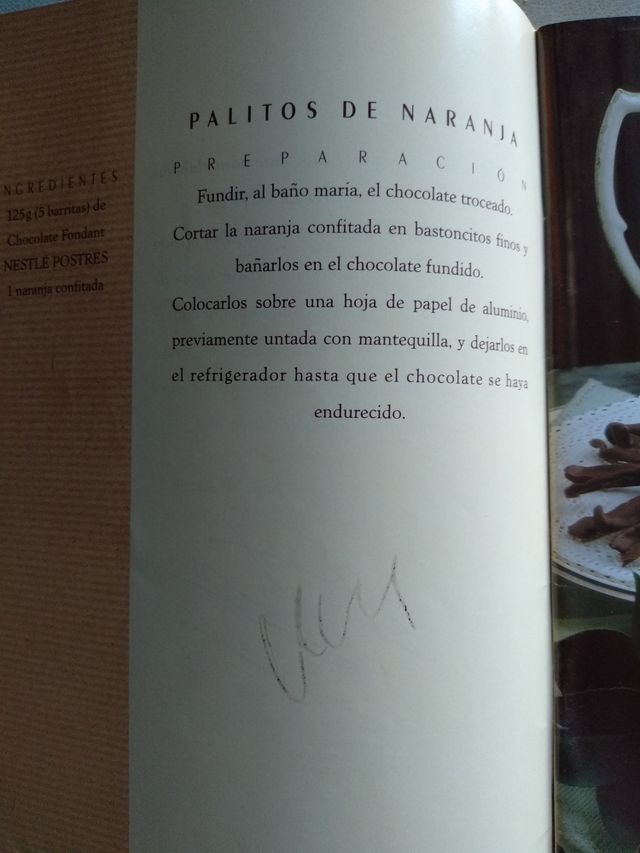 INGREDIENTES
125g (5 barritas) de
Chocolate Fondant
NESTLE POSTRES
1 naranja confitada
PALITOS DE NARANJA
PREPARACIÓN
Fundir, al baño maría, el chocolate troceado.
Cortar la naranja confitada en bastoncitos finos y
bañarlos en el chocolate fundido.
Colocarlos sobre una hoja de papel de aluminio,
previamente untada con mantequilla, y dejarlos en
el refrigerador hasta que el chocolate se haya
endurecido.